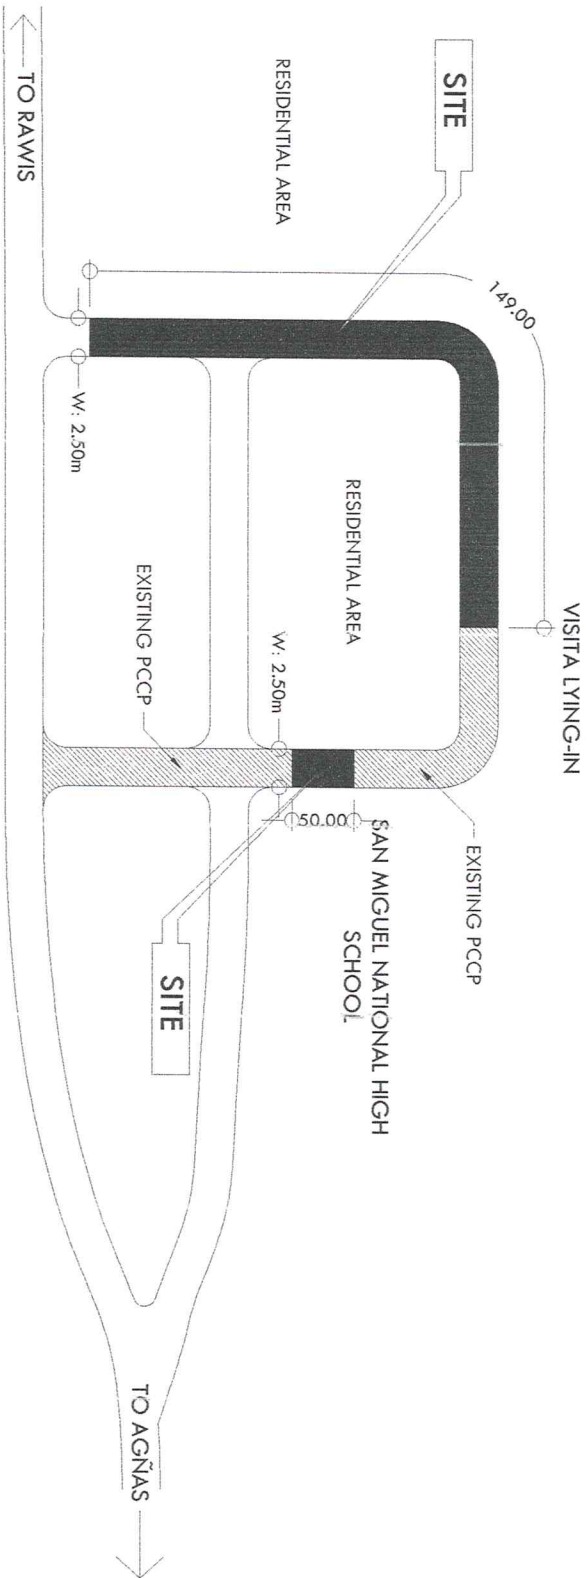 SITE
RESIDENTIAL AREA
TO RAWIS
149.00
W: 2.50m
VISITA LYING-IN
RESIDENTIAL AREA
EXISTING PCCP
W: 2.50m
50.00
EXISTING PCCP
SAN MIGUEL NATIONAL HIGH
SCHOOL
SITE
TO AGÑAS